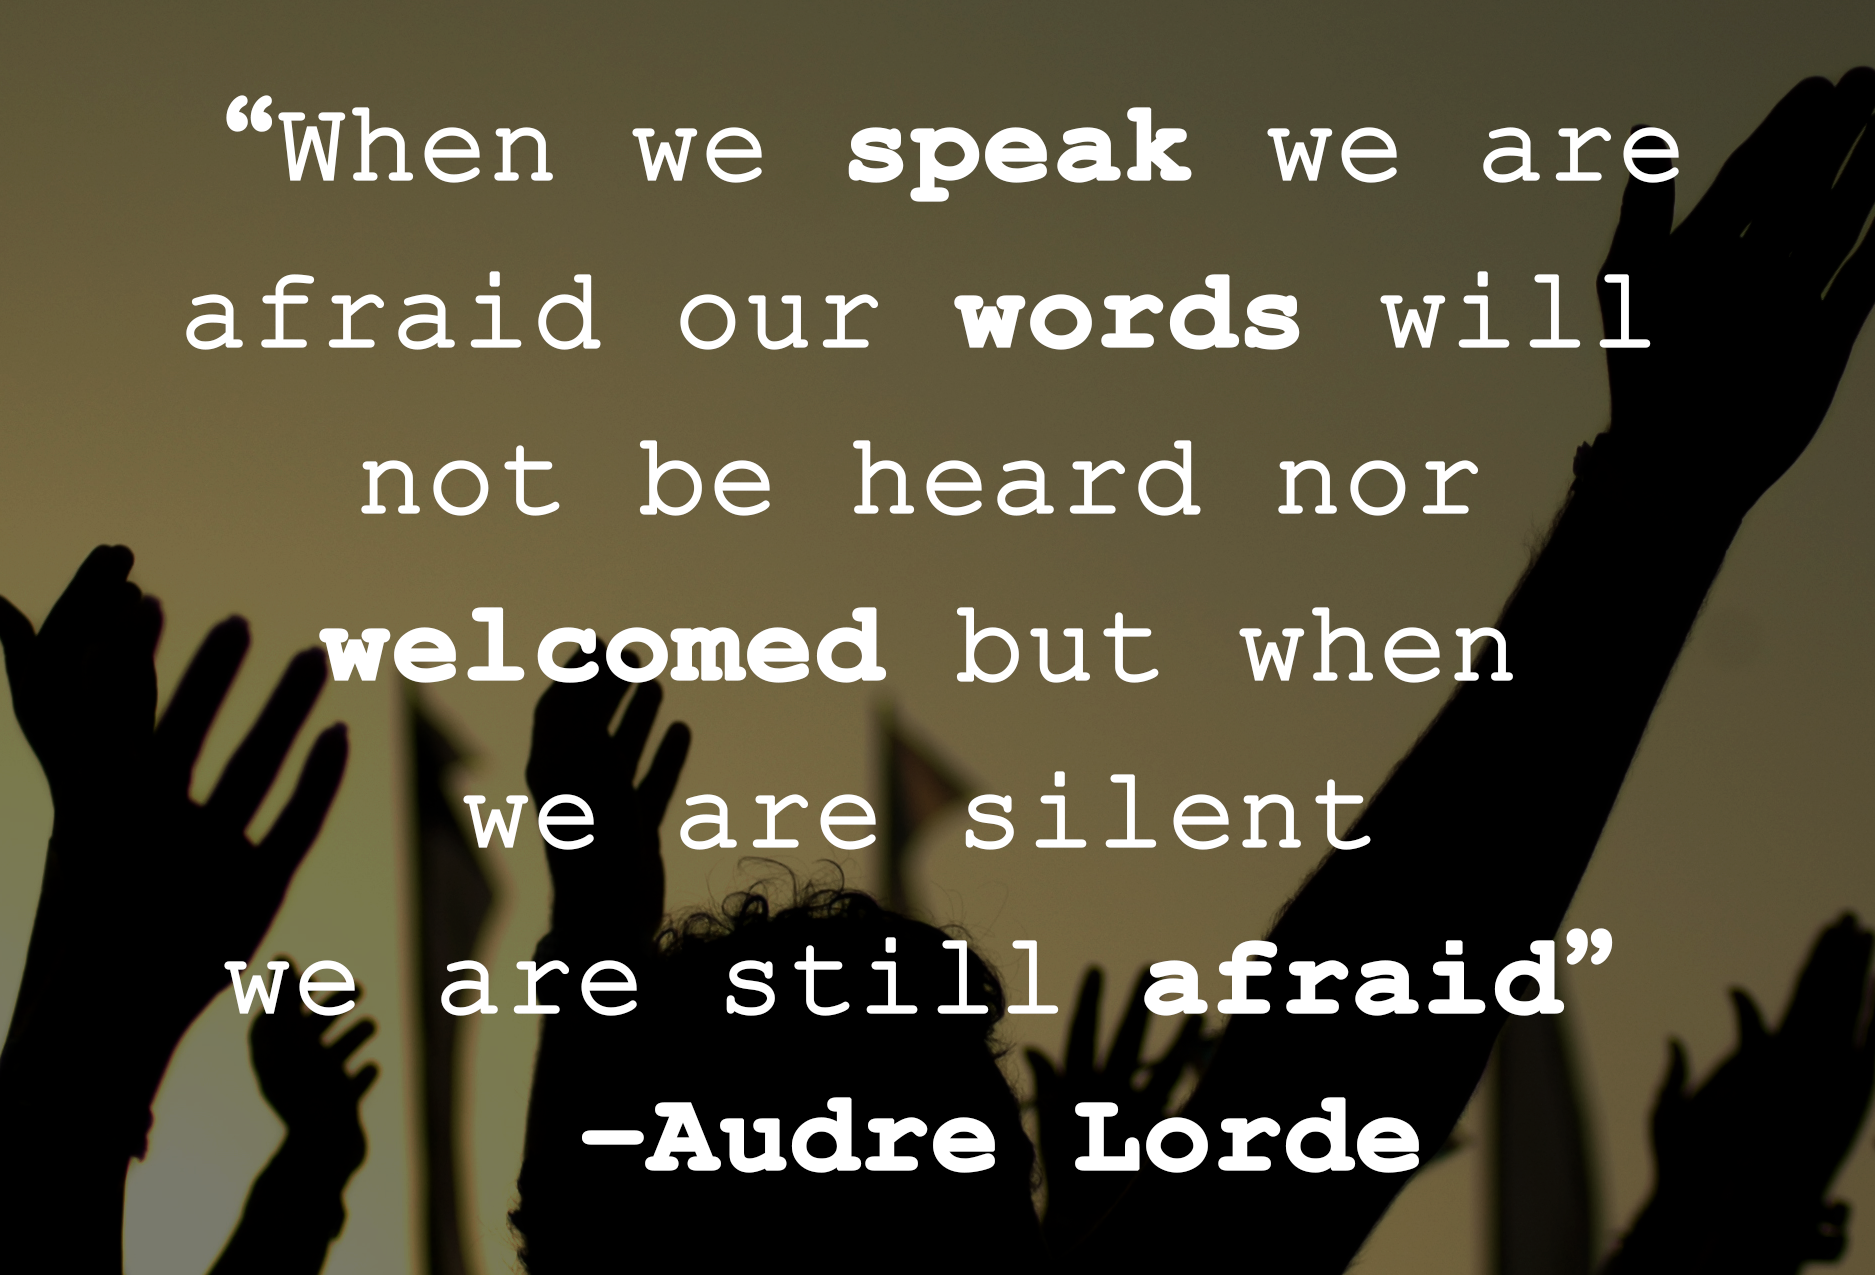 “When we speak we are
afraid our words will
not be heard nor
welcomed but when
we are silent
we are still afraid”
—Audre Lorde